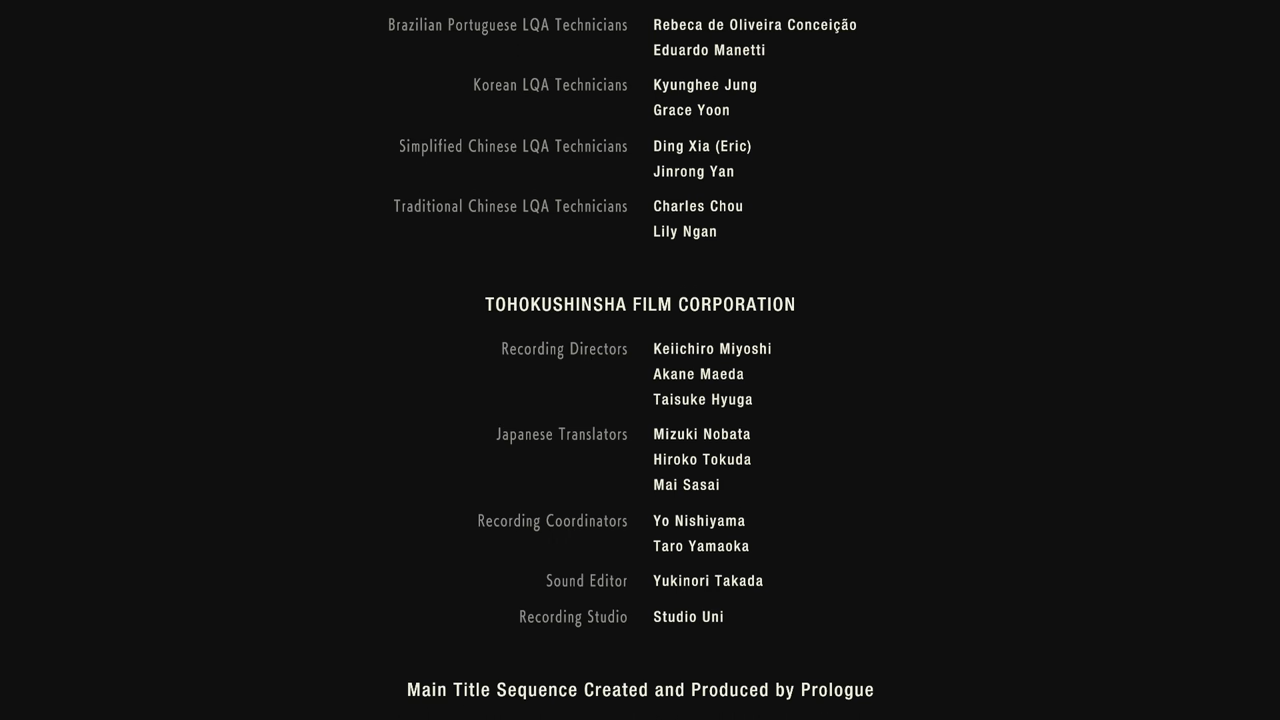 Brazilian Portuguese LQA Technicians Rebeca de Oliveira Conceição
Eduardo Manetti
Korean LQA Technicians Kyunghee Jung
Grace Yoon
Simplified Chinese LQA Technicians Ding Xia (Eric)
Jinrong Yan
Traditional Chinese LQA Technicians Charles Chou
Lily Ngan
TOHOKUSHINSHA FILM CORPORATION
Recording Directors Keiichiro Miyoshi
Akane Maeda
Taisuke Hyuga
Japanese Translators Mizuki Nobata
Hiroko Tokuda
Mai Sasai
Recording Coordinators Yo Nishiyama
Taro Yamaoka
Sound Editor Yukinori Takada
Recording Studio Studio Uni
Main Title Sequence Created and Produced by Prologue